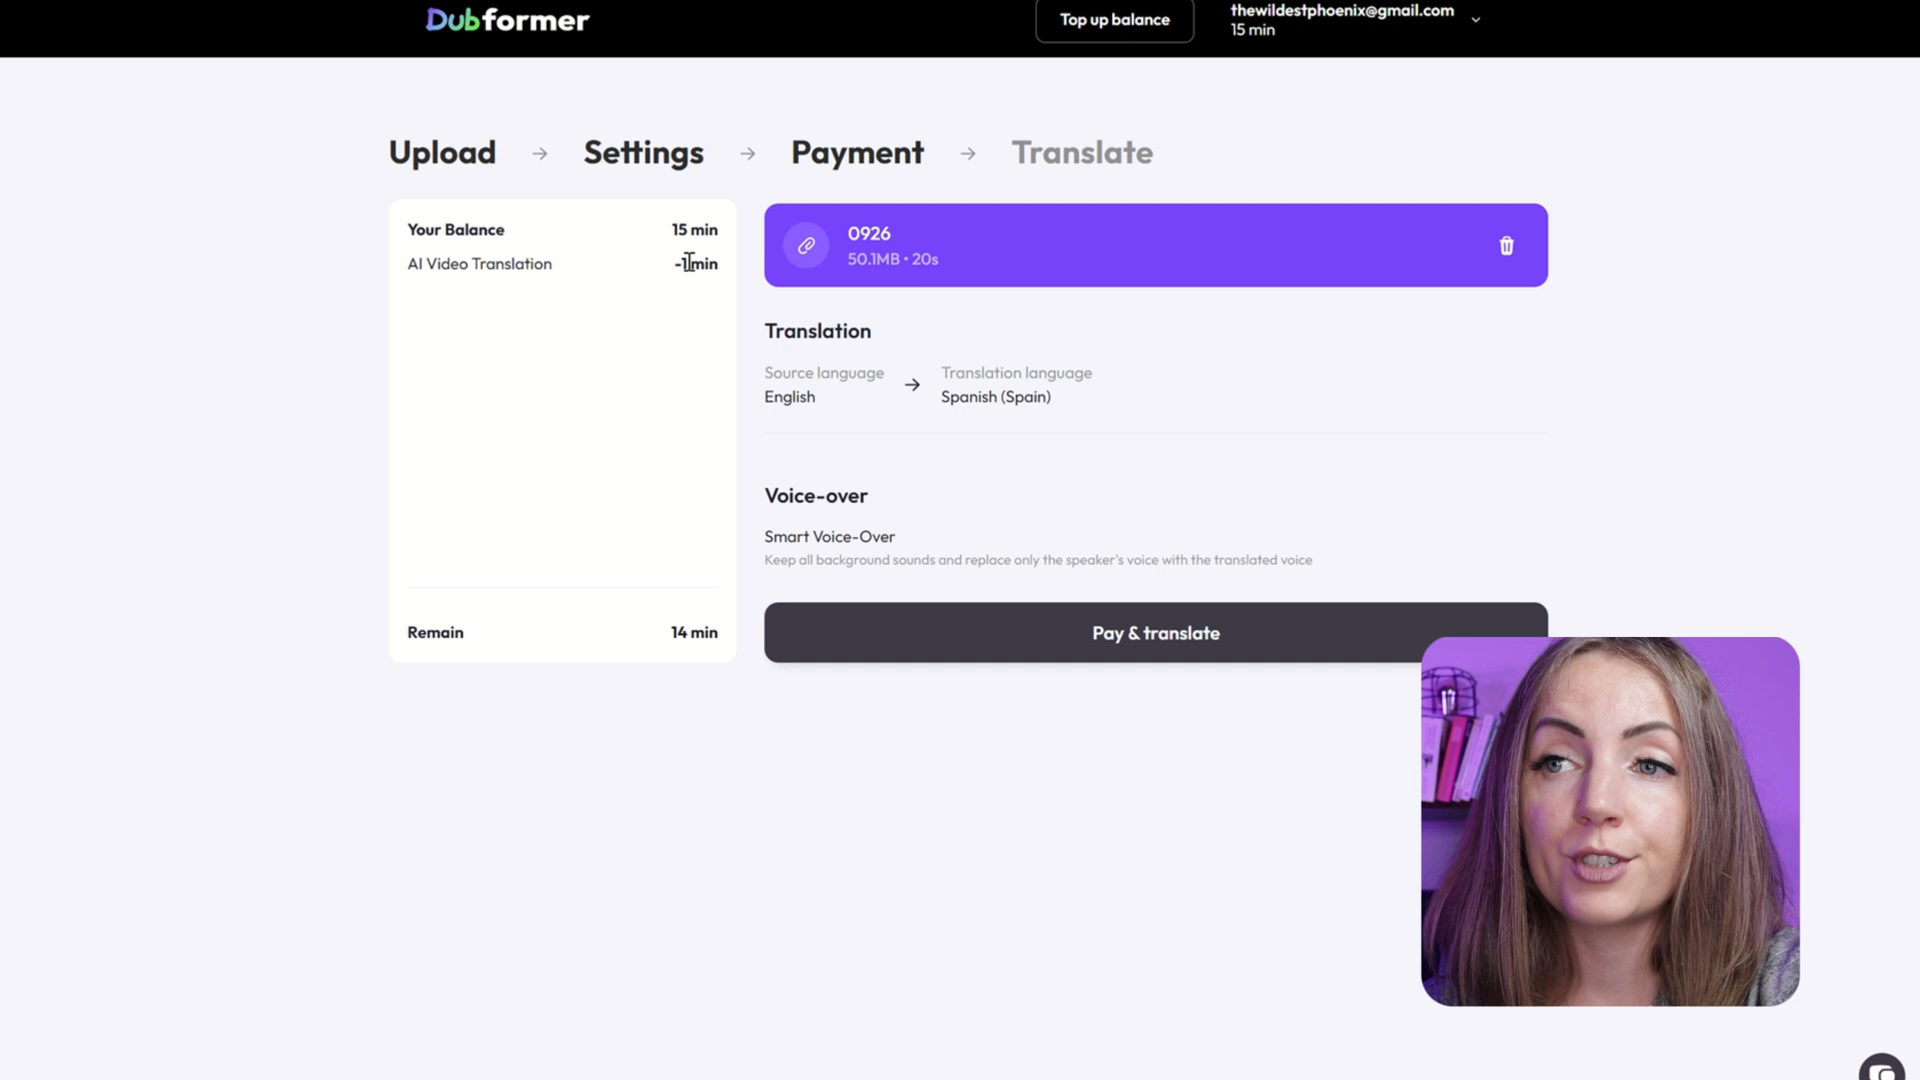 Dubformer
Top up balance
thewildestphoenix@gmail.com
15 min
Upload → Settings → Payment → Translate
Your Balance 15 min
AI Video Translation -1 min
Remain 14 min
0926
50.1MB • 20s
Translation
Source language → Translation language
English Spanish (Spain)
Voice-over
Smart Voice-Over
Keep all background sounds and replace only the speaker's voice with the translated voice
Pay & translate